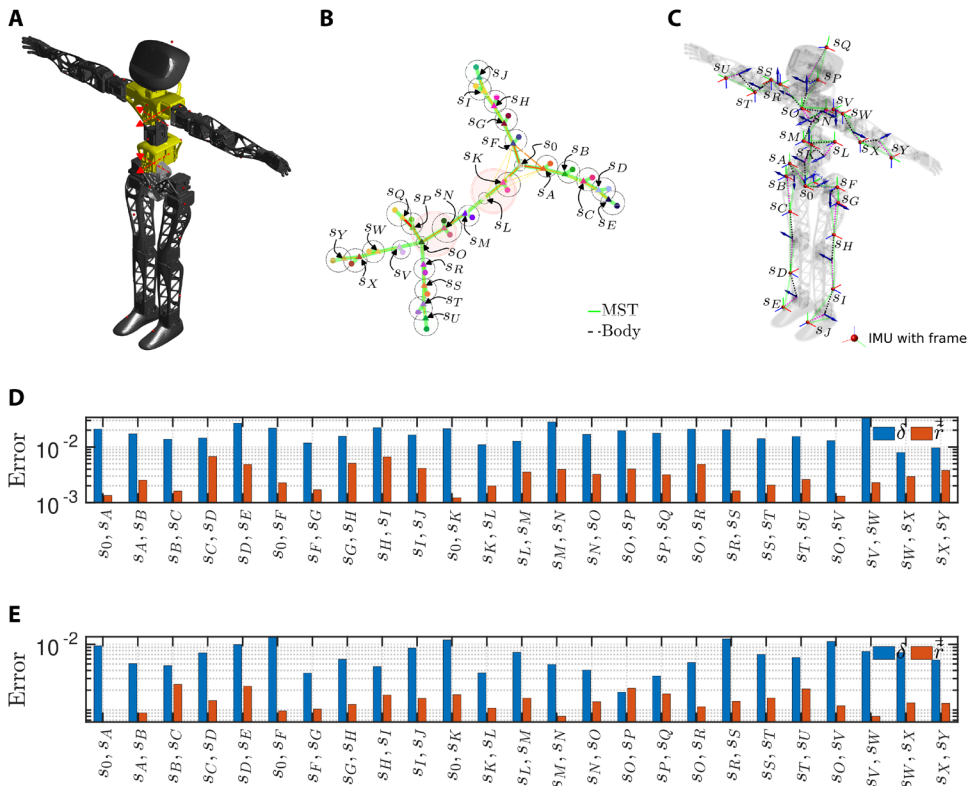 A
B
C
S_J
S_I
S_H
S_G
S_F
S_0
S_B
S_D
S_K
S_A
S_C
S_E
S_L
S_Q
S_P
S_N
S_M
S_Y
S_W
S_X
S_V
S_O
S_R
S_S
S_T
S_U
MST
Body
S_Q
S_U
S_S
S_P
S_T
S_R
S_O
S_V
S_N
S_W
S_M
S_L
S_K
S_X
S_Y
S_A
S_B
S_0
S_F
S_G
S_C
S_H
S_D
S_I
S_E
S_J
IMU with frame
D
Error
10^-2
10^-3
δ r̈
S_0, S_A
S_A, S_B
S_B, S_C
S_C, S_D
S_D, S_E
S_0, S_F
S_F, S_G
S_G, S_H
S_H, S_I
S_I, S_J
S_0, S_K
S_K, S_L
S_L, S_M
S_M, S_N
S_N, S_O
S_O, S_P
S_P, S_Q
S_O, S_R
S_R, S_S
S_S, S_T
S_T, S_U
S_O, S_V
S_V, S_W
S_W, S_X
S_X, S_Y
E
Error
10^-2
δ r̈
S_0, S_A
S_A, S_B
S_B, S_C
S_C, S_D
S_D, S_E
S_0, S_F
S_F, S_G
S_G, S_H
S_H, S_I
S_I, S_J
S_0, S_K
S_K, S_L
S_L, S_M
S_M, S_N
S_N, S_O
S_O, S_P
S_P, S_Q
S_O, S_R
S_R, S_S
S_S, S_T
S_T, S_U
S_O, S_V
S_V, S_W
S_W, S_X
S_X, S_Y